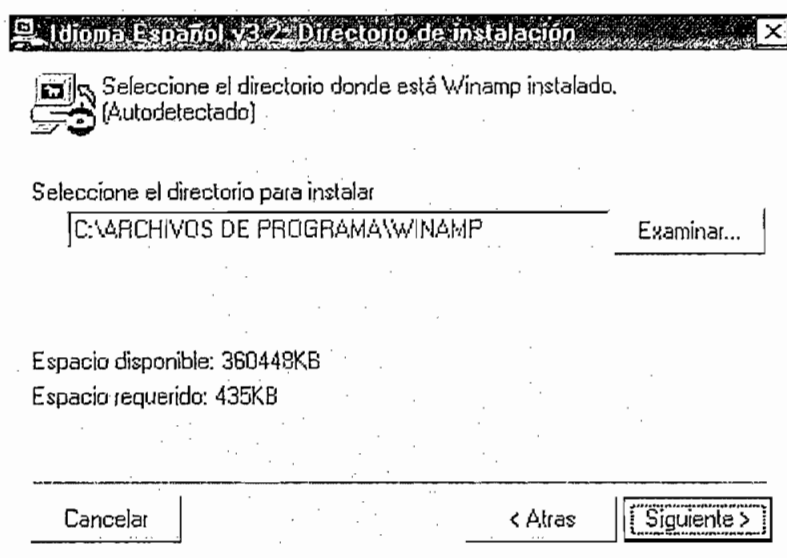 Idioma Español v3.2: Directorio de instalación
Seleccione el directorio donde está Winamp instalado.
(Autodetectado)
Seleccione el directorio para instalar
C:\ARCHIVOS DE PROGRAMA\WINAMP
Examinar...
Espacio disponible: 360448KB
Espacio requerido: 435KB
Cancelar
< Atras
Siguiente >